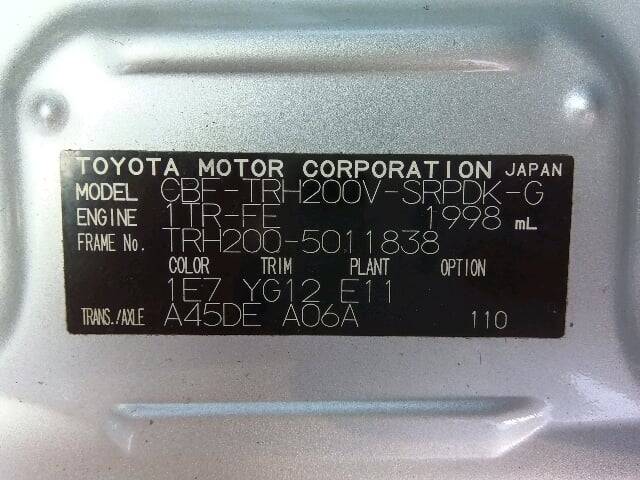 TOYOTA MOTOR CORPORATION JAPAN
MODEL CBF-TRH200V-SRPDK-G
ENGINE 1TR-FE 1998 mL
FRAME No. TRH200-5011838
COLOR TRIM PLANT OPTION
1E7 YG12 E11
TRANS./AXLE A45DE A06A 110